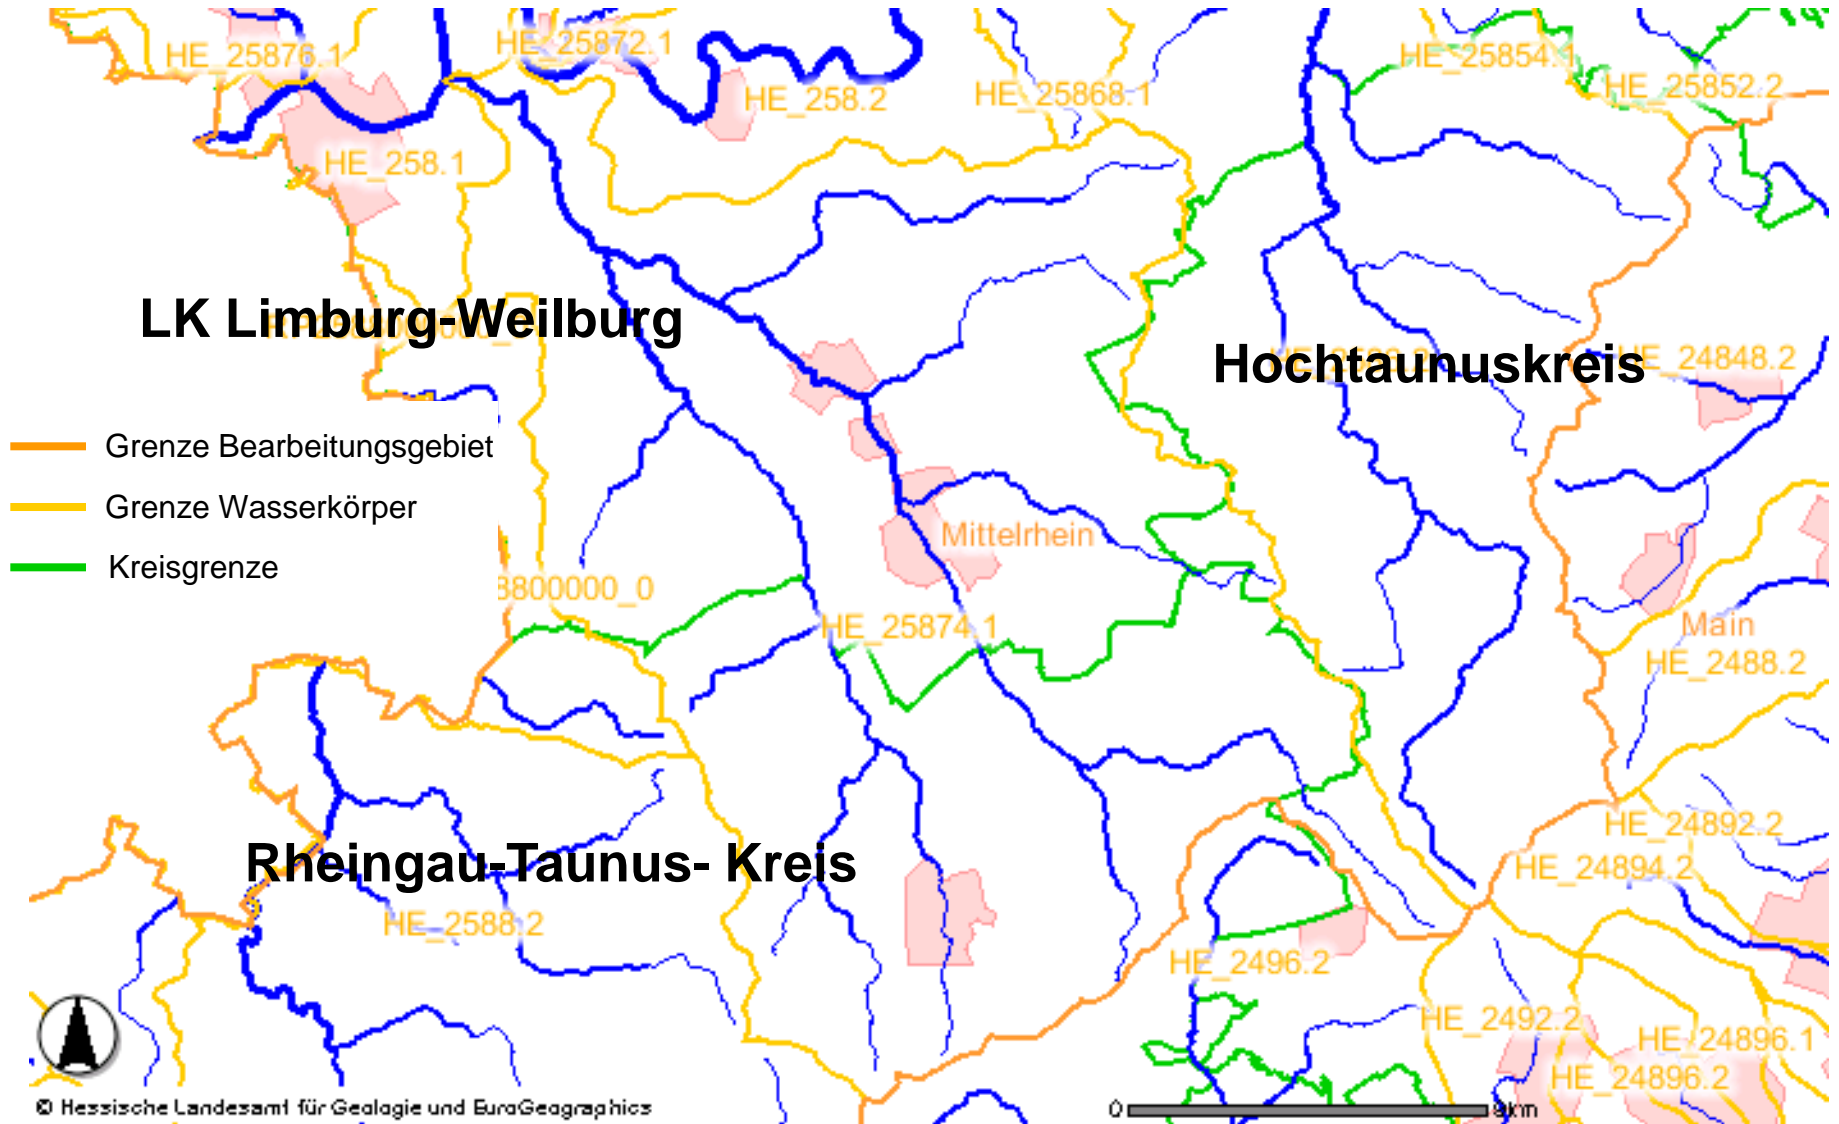 HE_25876.1
HE_25872.1
HE_258.2
HE_25868.1
HE_25854.1
HE_25852.2
HE_258.1
LK Limburg-Weilburg
Hochtaunuskreis
HE_24848.2
Grenze Bearbeitungsgebiet
Grenze Wasserkörper
Kreisgrenze
Mittelrhein
8800000_0
HE_25874.1
Main
HE_2488.2
HE_24892.2
HE_24894.2
Rheingau-Taunus- Kreis
HE_2588.2
HE_2496.2
HE_2492.2
HE_24896.1
HE_24896.2
© Hessische Landesamt für Geologie und EuroGeographics
0
km